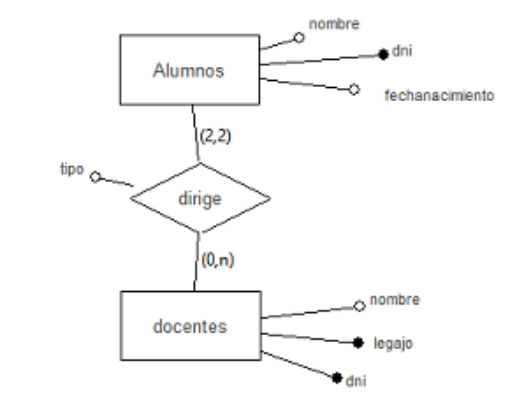 nombre
dni
Alumnos
fechanacimiento
(2,2)
tipo
dirige
(0,n)
nombre
docentes
legajo
dni